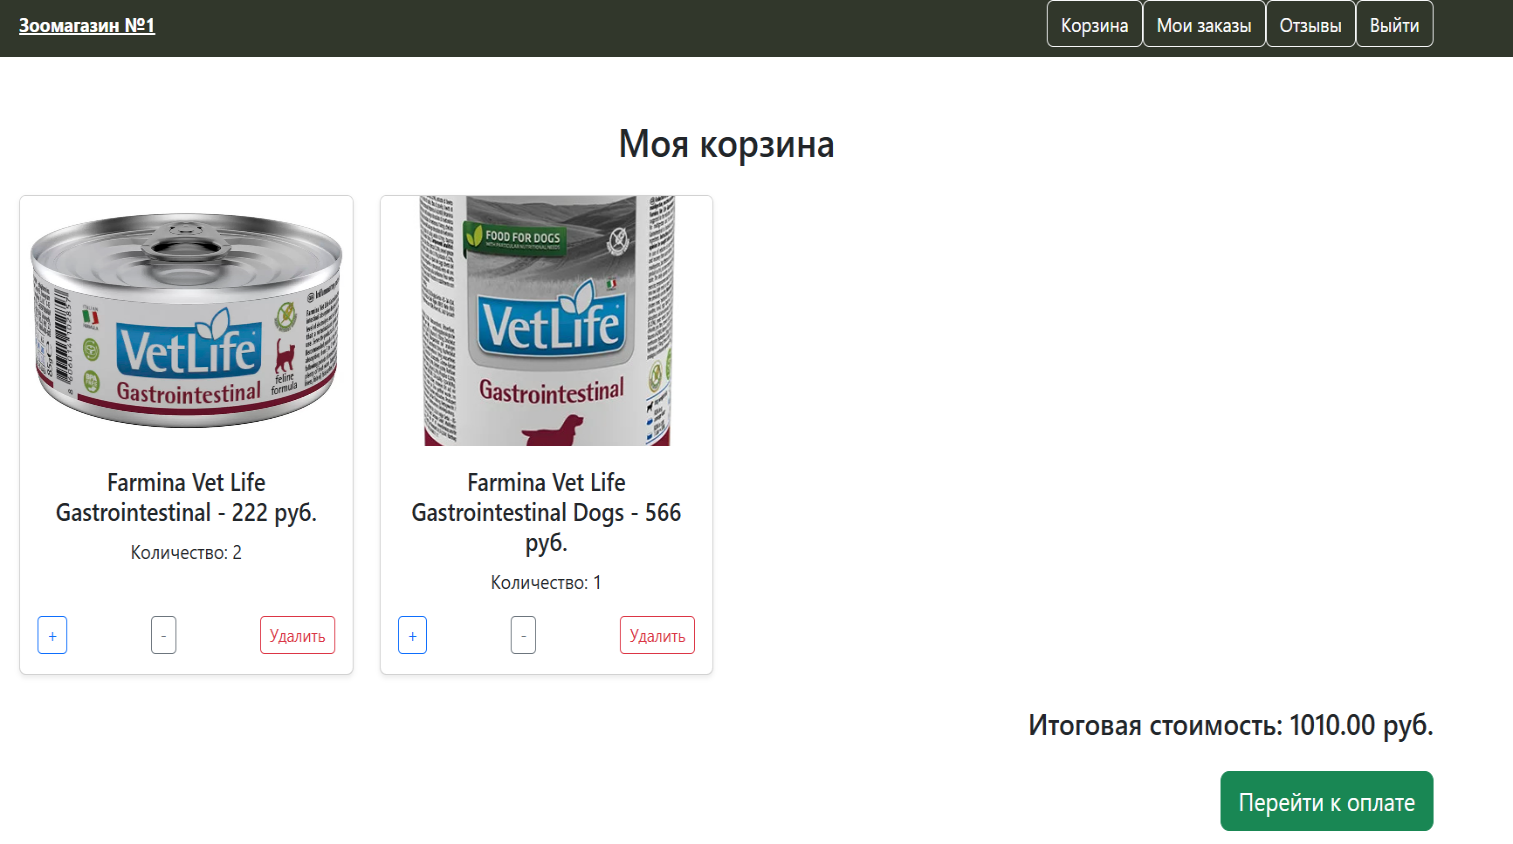 Зоомагазин №1
Корзина
Мои заказы
Отзывы
Выйти
Моя корзина
VetLife
Gastrointestinal
feline
formula
FOOD FOR DOGS
VetLife
Gastrointestinal
Farmina Vet Life
Gastrointestinal - 222 руб.
Количество: 2
+
-
Удалить
Farmina Vet Life
Gastrointestinal Dogs - 566
руб.
Количество: 1
+
-
Удалить
Итоговая стоимость: 1010.00 руб.
Перейти к оплате